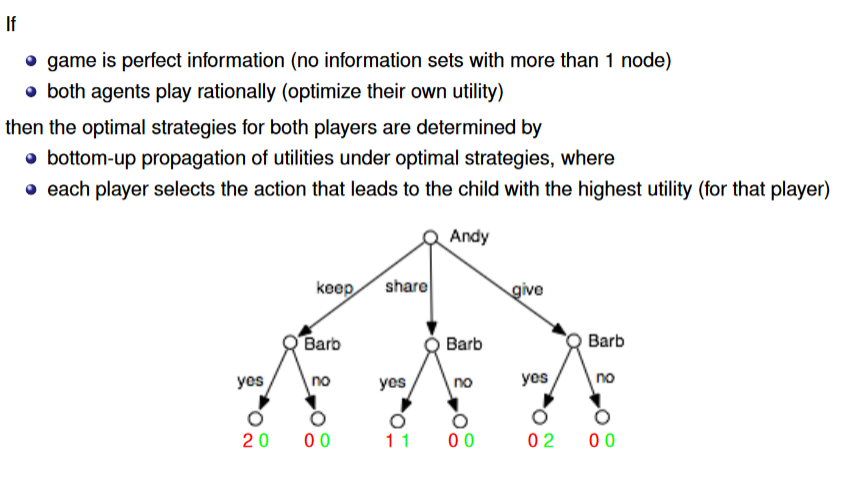 If
game is perfect information (no information sets with more than 1 node)
both agents play rationally (optimize their own utility)
then the optimal strategies for both players are determined by
bottom-up propagation of utilities under optimal strategies, where
each player selects the action that leads to the child with the highest utility (for that player)
Andy
keep share give
Barb Barb Barb
yes no yes no yes no
2 0 0 0 1 1 0 0 0 2 0 0